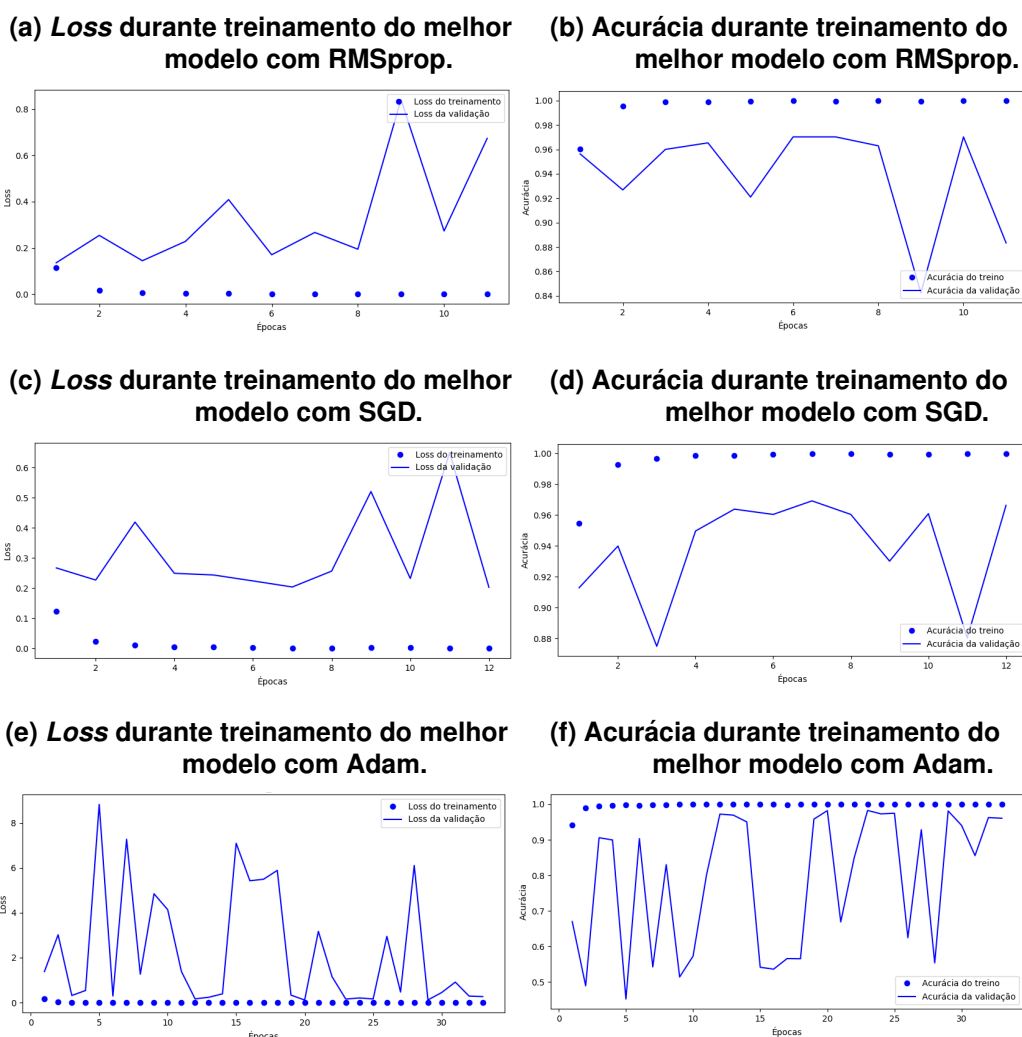 (a) Loss durante treinamento do melhor
modelo com RMSprop.
(b) Acurácia durante treinamento do
melhor modelo com RMSprop.
Loss do treinamento
Loss da validação
0.8
0.6
0.4
0.2
0.0
Loss
2
4
6
8
10
Épocas
1.00
0.98
0.96
0.94
0.92
0.90
0.88
0.86
0.84
Acurácia
Acurácia do treino
Acurácia da validação
2
4
6
8
10
Épocas
(c) Loss durante treinamento do melhor
modelo com SGD.
(d) Acurácia durante treinamento do
melhor modelo com SGD.
Loss do treinamento
Loss da validação
0.6
0.5
0.4
0.3
0.2
0.1
0.0
Loss
2
4
6
8
10
12
Épocas
1.00
0.98
0.96
0.94
0.92
0.90
0.88
Acurácia
Acurácia do treino
Acurácia da validação
2
4
6
8
10
12
Épocas
(e) Loss durante treinamento do melhor
modelo com Adam.
(f) Acurácia durante treinamento do
melhor modelo com Adam.
Loss do treinamento
Loss da validação
8
6
4
2
0
Loss
0
5
10
15
20
25
30
Épocas
1.0
0.9
0.8
0.7
0.6
0.5
Acurácia
Acurácia do treino
Acurácia da validação
0
5
10
15
20
25
30
Épocas